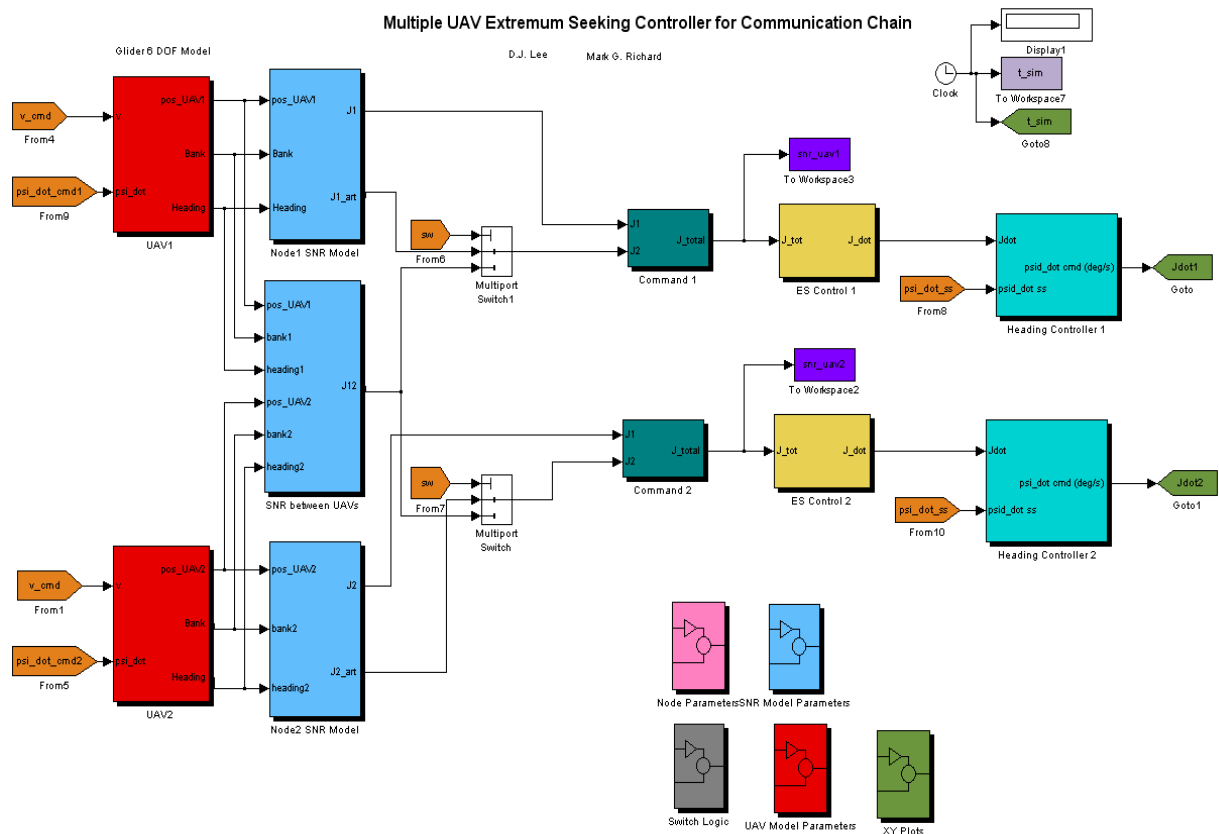 Multiple UAV Extremum Seeking Controller for Communication Chain
D.J. Lee
Mark G. Richard
Glider 6 DOF Model
Display1
Clock
t_sim
To Workspace7
t_sim
Goto8
v_cmd
From4
psi_dot_cmd1
From9
v
psi_dot
pos_UAV1
Bank
Heading
UAV1
pos_UAV1
Bank
Heading
J1
J1_art
Node1 SNR Model
sw
From6
Multiport
Switch1
J1
J2
J_total
Command 1
snr_uav1
To Workspace3
J_tot
J_dot
ES Control 1
psi_dot_ss
From8
Jdot
psid_dot cmd (deg/s)
psid_dot ss
Heading Controller 1
Jdot1
Goto
pos_UAV1
bank1
heading1
pos_UAV2
bank2
heading2
J12
SNR between UAVs
sw
From7
Multiport
Switch
J1
J2
J_total
Command 2
snr_uav2
To Workspace2
J_tot
J_dot
ES Control 2
psi_dot_ss
From10
Jdot
psi_dot cmd (deg/s)
psid_dot ss
Heading Controller 2
Jdot2
Goto1
v_cmd
From1
psi_dot_cmd2
From5
v
psi_dot
pos_UAV2
Bank
Heading
UAV2
pos_UAV2
bank2
heading2
J2
J2_art
Node2 SNR Model
Node Parameters
SNR Model Parameters
Switch Logic
UAV Model Parameters
XY Plots